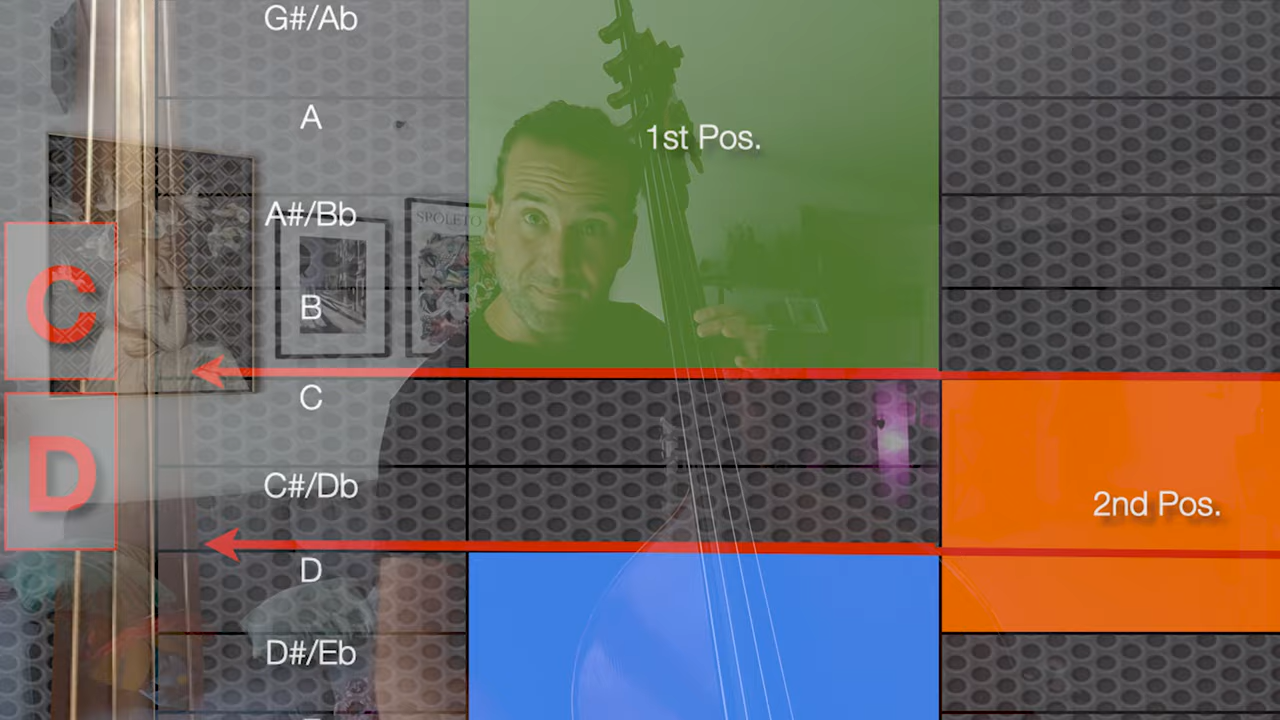 G#/Ab
A
1st Pos.
A#/Bb
SPOLETO
C
B
C
D
C#/Db
2nd Pos.
D
D#/Eb